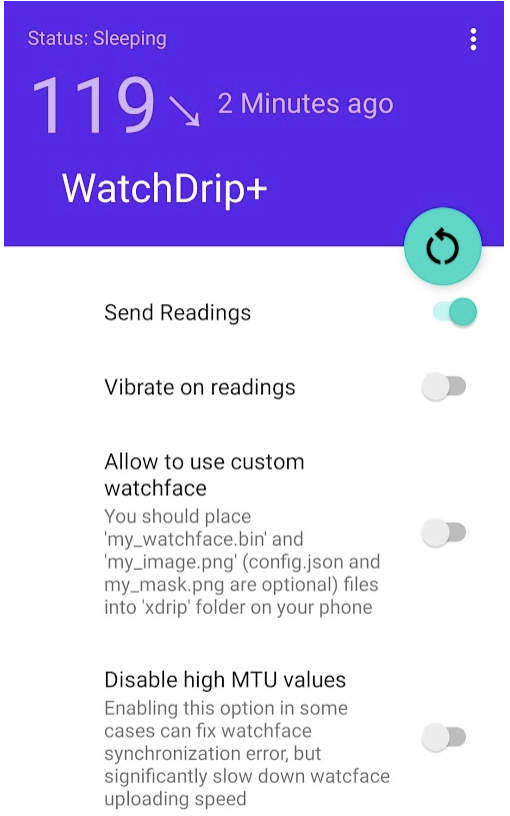 Status: Sleeping
119 ↘ 2 Minutes ago
WatchDrip+
Send Readings
Vibrate on readings
Allow to use custom
watchface
You should place
'my_watchface.bin' and
'my_image.png' (config.json and
my_mask.png are optional) files
into 'xdrip' folder on your phone
Disable high MTU values
Enabling this option in some
cases can fix watchface
synchronization error, but
significantly slow down watcface
uploading speed